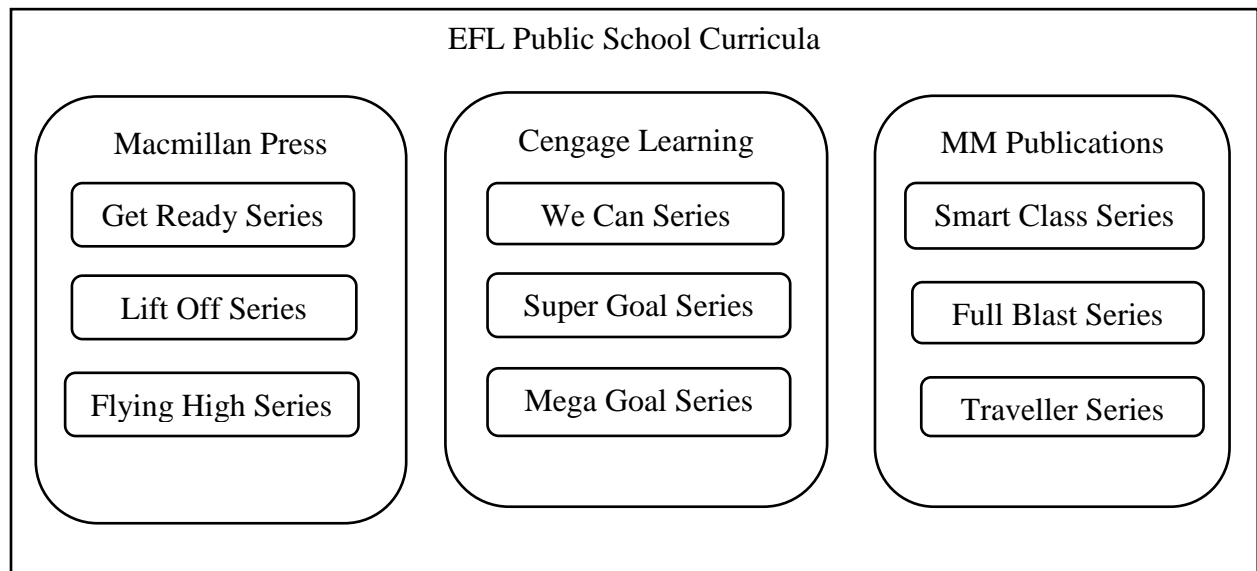 EFL Public School Curricula
Macmillan Press
Get Ready Series
Lift Off Series
Flying High Series
Cengage Learning
We Can Series
Super Goal Series
Mega Goal Series
MM Publications
Smart Class Series
Full Blast Series
Traveller Series